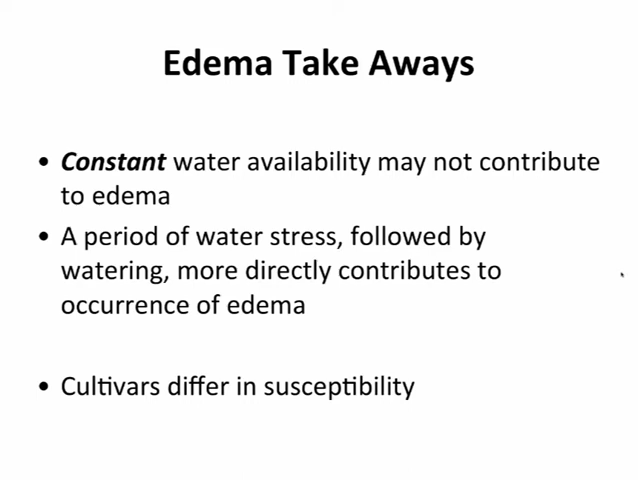 Edema Take Aways
• Constant water availability may not contribute
to edema
• A period of water stress, followed by
watering, more directly contributes to
occurrence of edema
• Cultivars differ in susceptibility